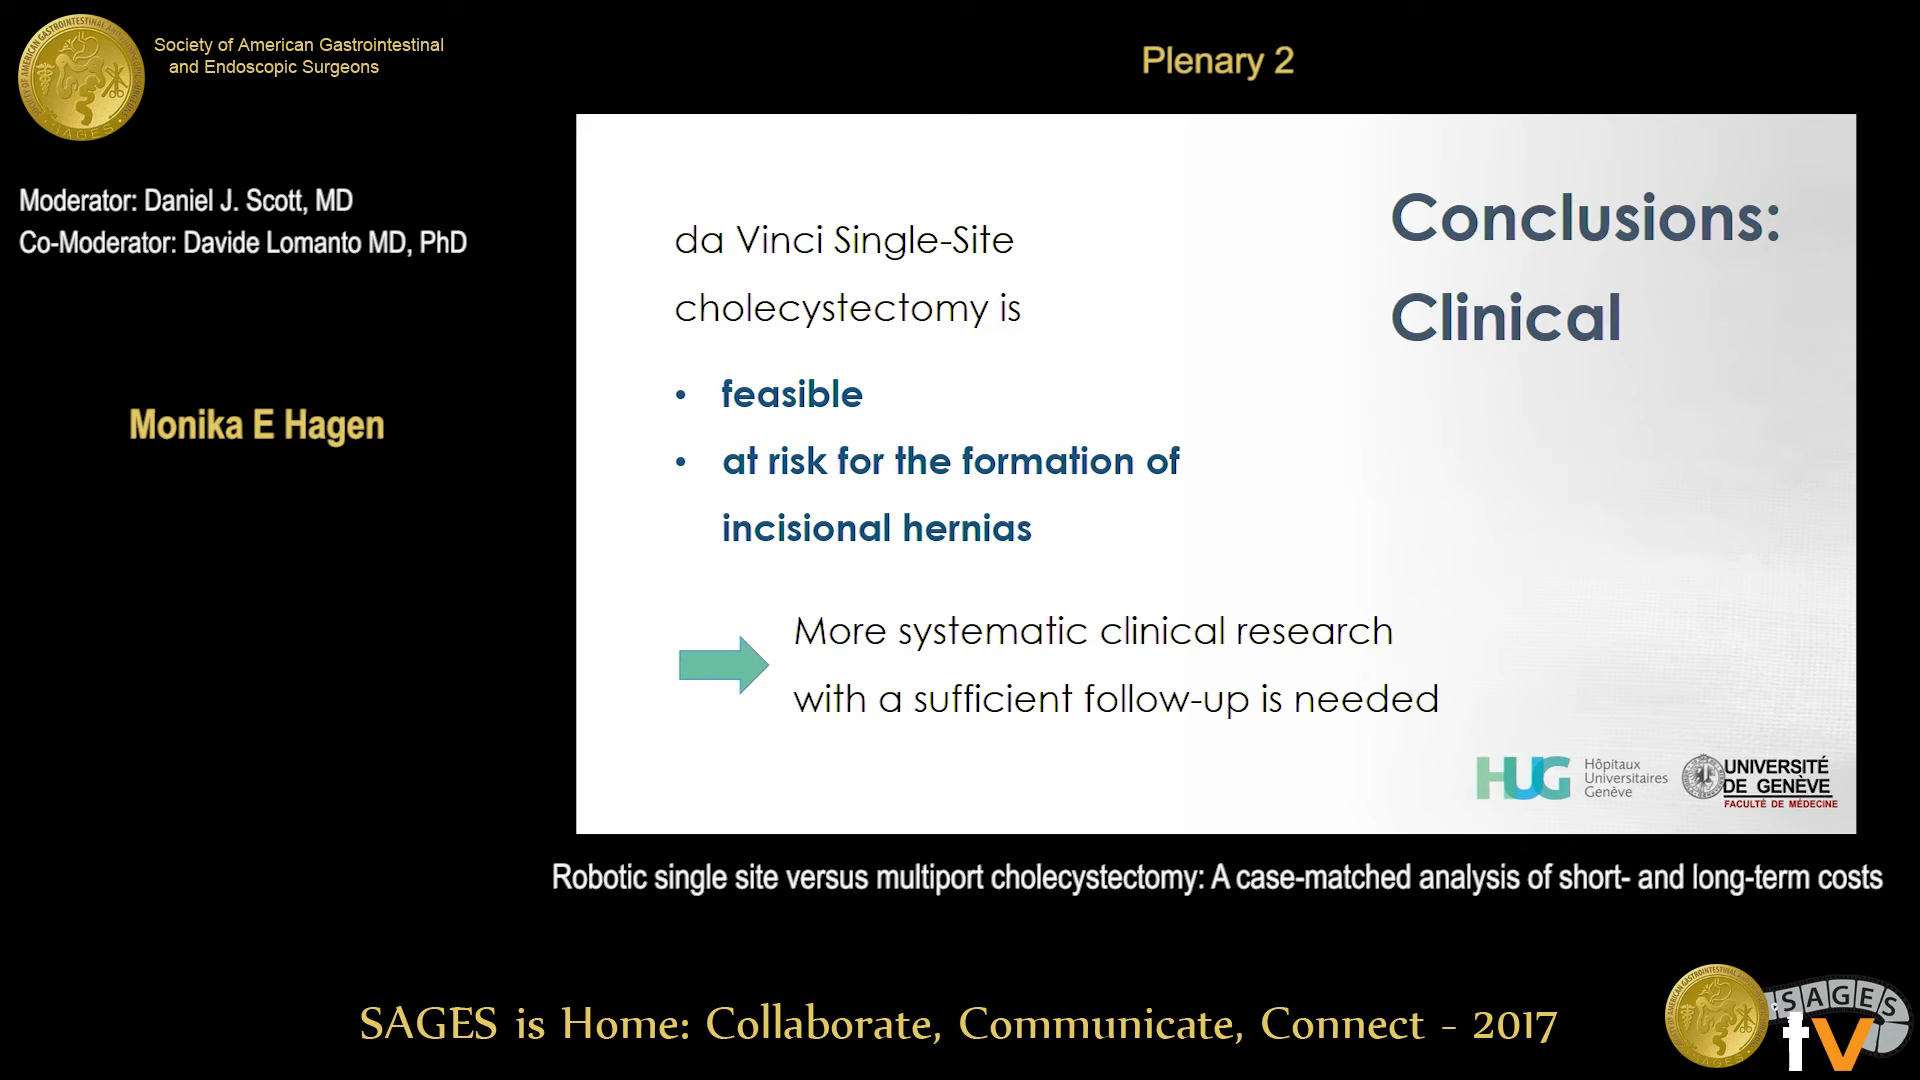 Society of American Gastrointestinal
and Endoscopic Surgeons
Plenary 2
Moderator: Daniel J. Scott, MD
Co-Moderator: Davide Lomanto MD, PhD
Monika E Hagen
Conclusions:
Clinical
da Vinci Single-Site
cholecystectomy is
• feasible
• at risk for the formation of
incisional hernias
More systematic clinical research
with a sufficient follow-up is needed
HUG
Hôpitaux
Universitaires
Genève
UNIVERSITÉ
DE GENÈVE
FACULTÉ DE MÉDECINE
Robotic single site versus multiport cholecystectomy: A case-matched analysis of short- and long-term costs
SAGES is Home: Collaborate, Communicate, Connect - 2017
SAGES
tv